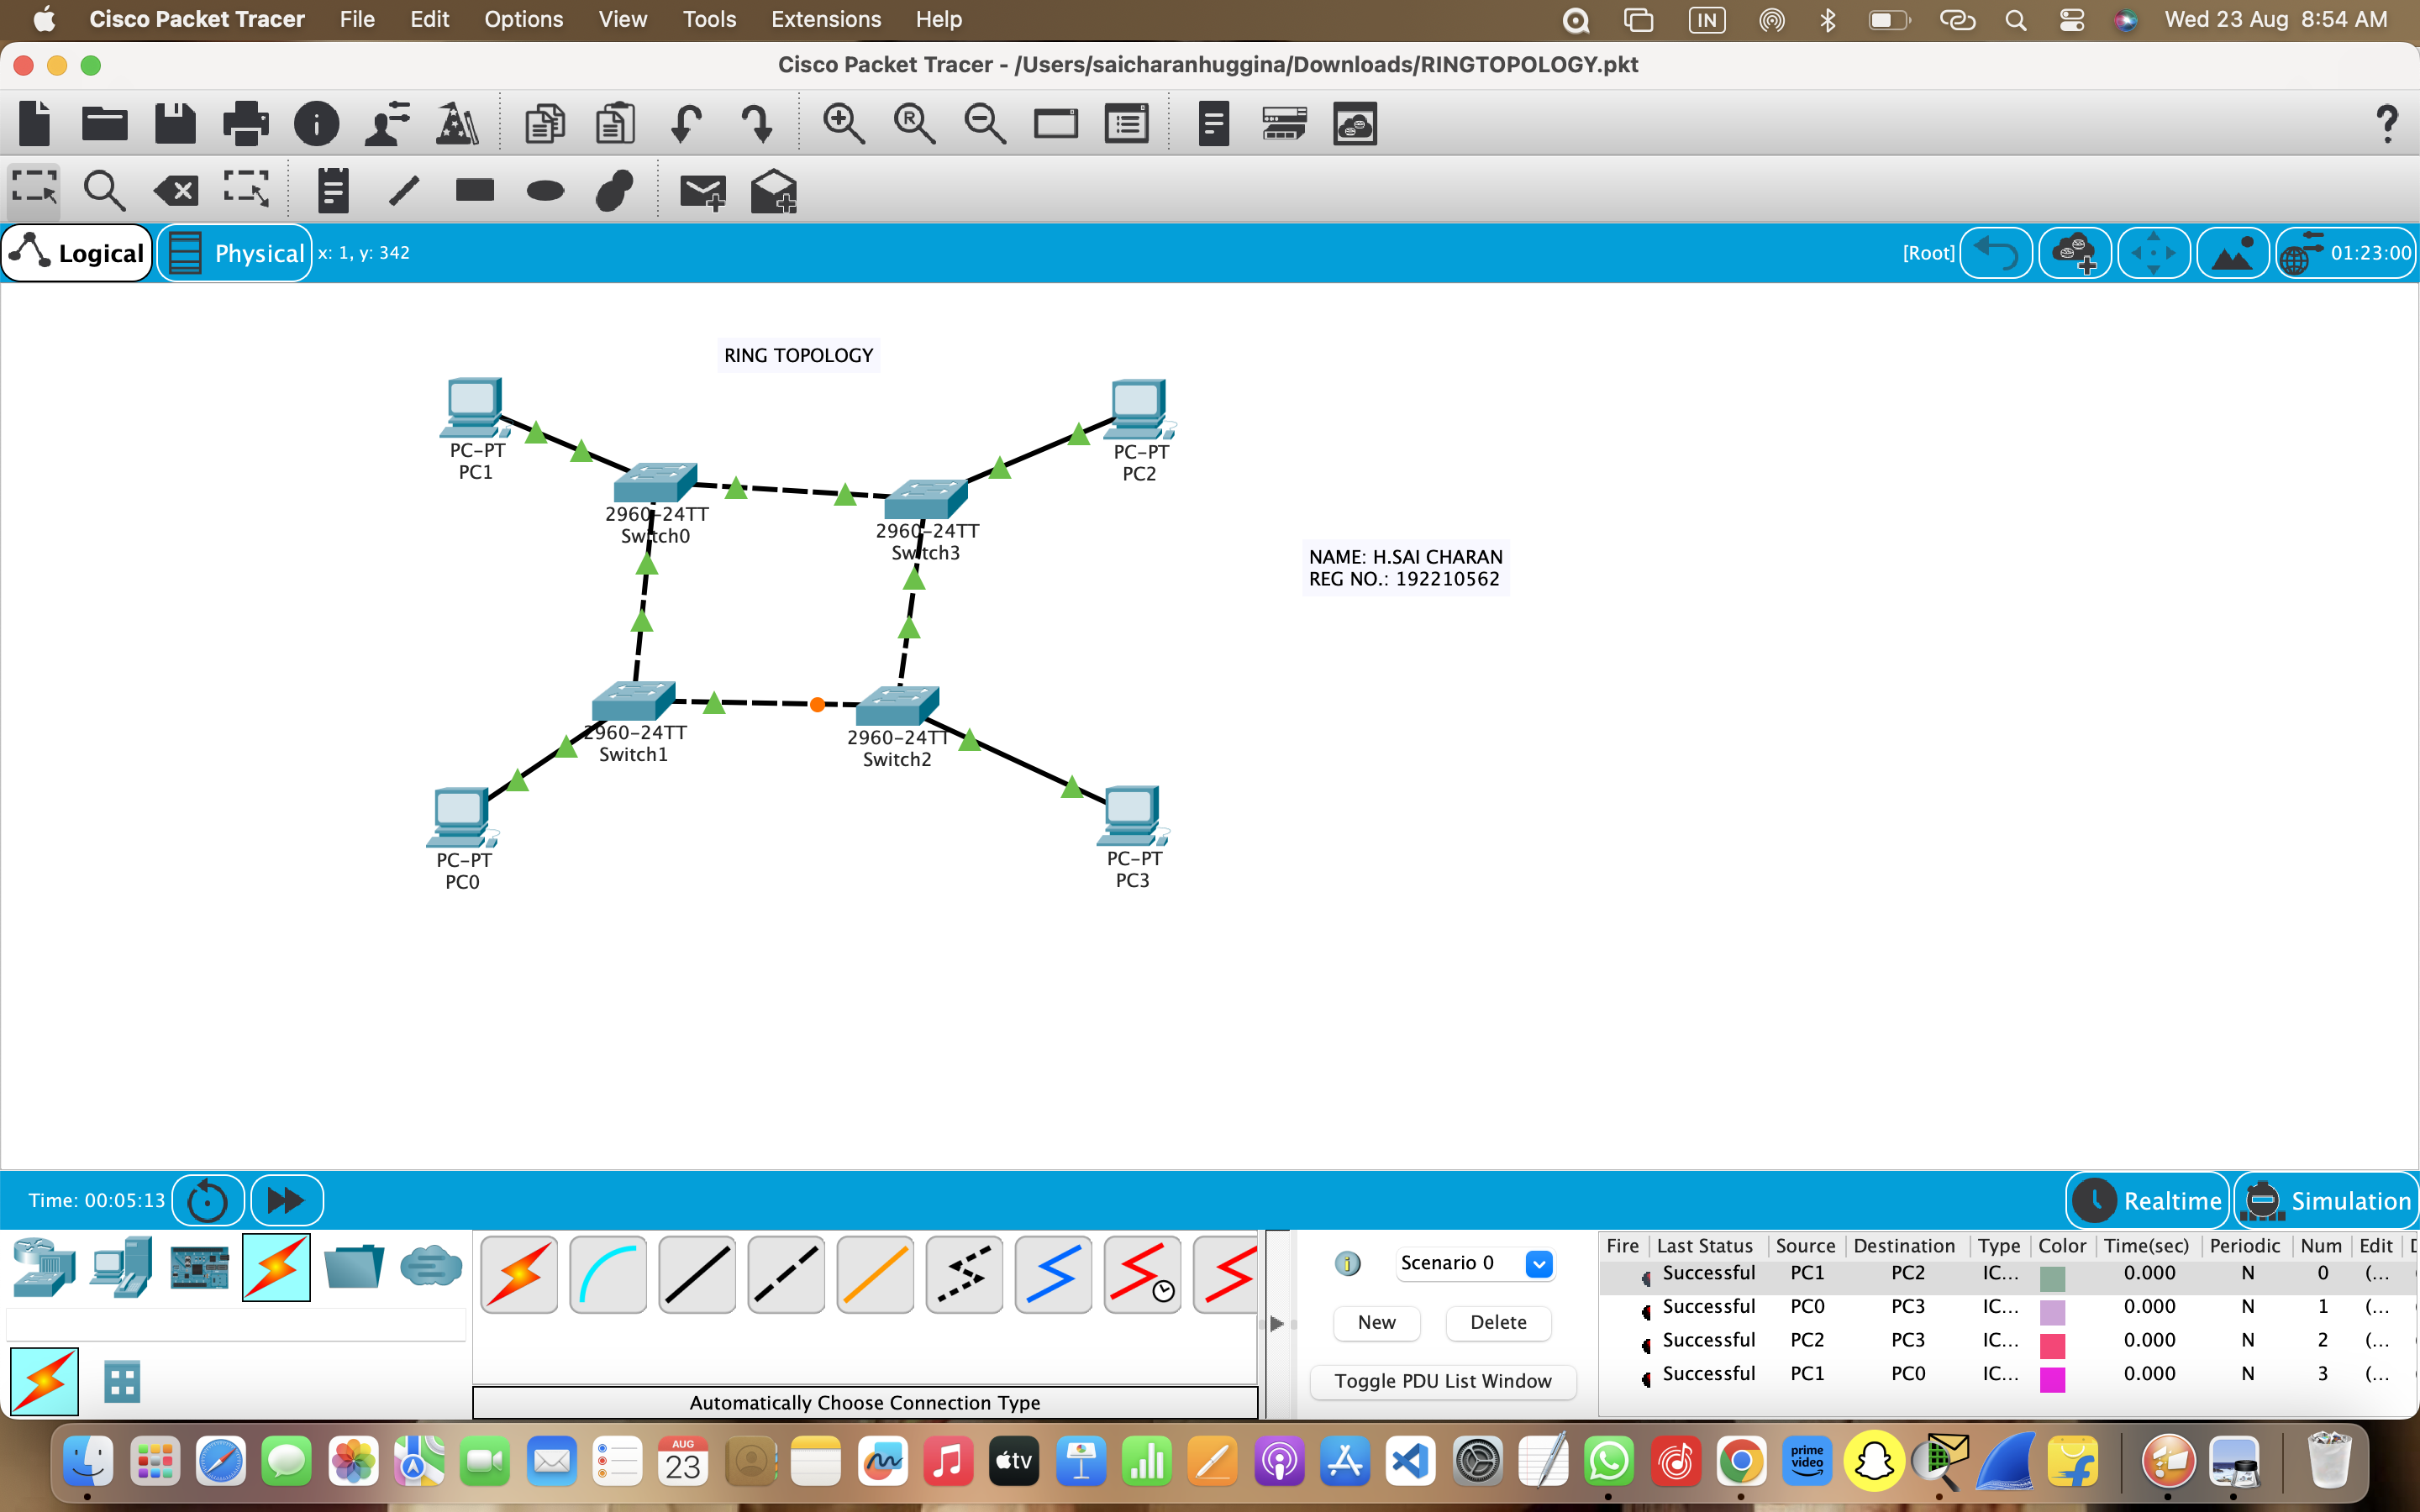 Cisco Packet Tracer File Edit Options View Tools Extensions Help IN Wed 23 Aug 8:54 AM
Cisco Packet Tracer - /Users/saicharanhuggina/Downloads/RINGTOPOLOGY.pkt
Logical Physical x: 1, y: 342 [Root] 01:23:00
RING TOPOLOGY
PC-PT
PC1
PC-PT
PC2
2960-24TT
Switch0
2960-24TT
Switch3
NAME: H.SAI CHARAN
REG NO.: 192210562
2960-24TT
Switch1
2960-24TT
Switch2
PC-PT
PC0
PC-PT
PC3
Time: 00:05:13 Realtime Simulation
Scenario 0
New Delete
Toggle PDU List Window
Automatically Choose Connection Type
Fire Last Status Source Destination Type Color Time(sec) Periodic Num Edit
Successful PC1 PC2 IC... 0.000 N 0 (...
Successful PC0 PC3 IC... 0.000 N 1 (...
Successful PC2 PC3 IC... 0.000 N 2 (...
Successful PC1 PC0 IC... 0.000 N 3 (...
AUG
23
tv
prime
video